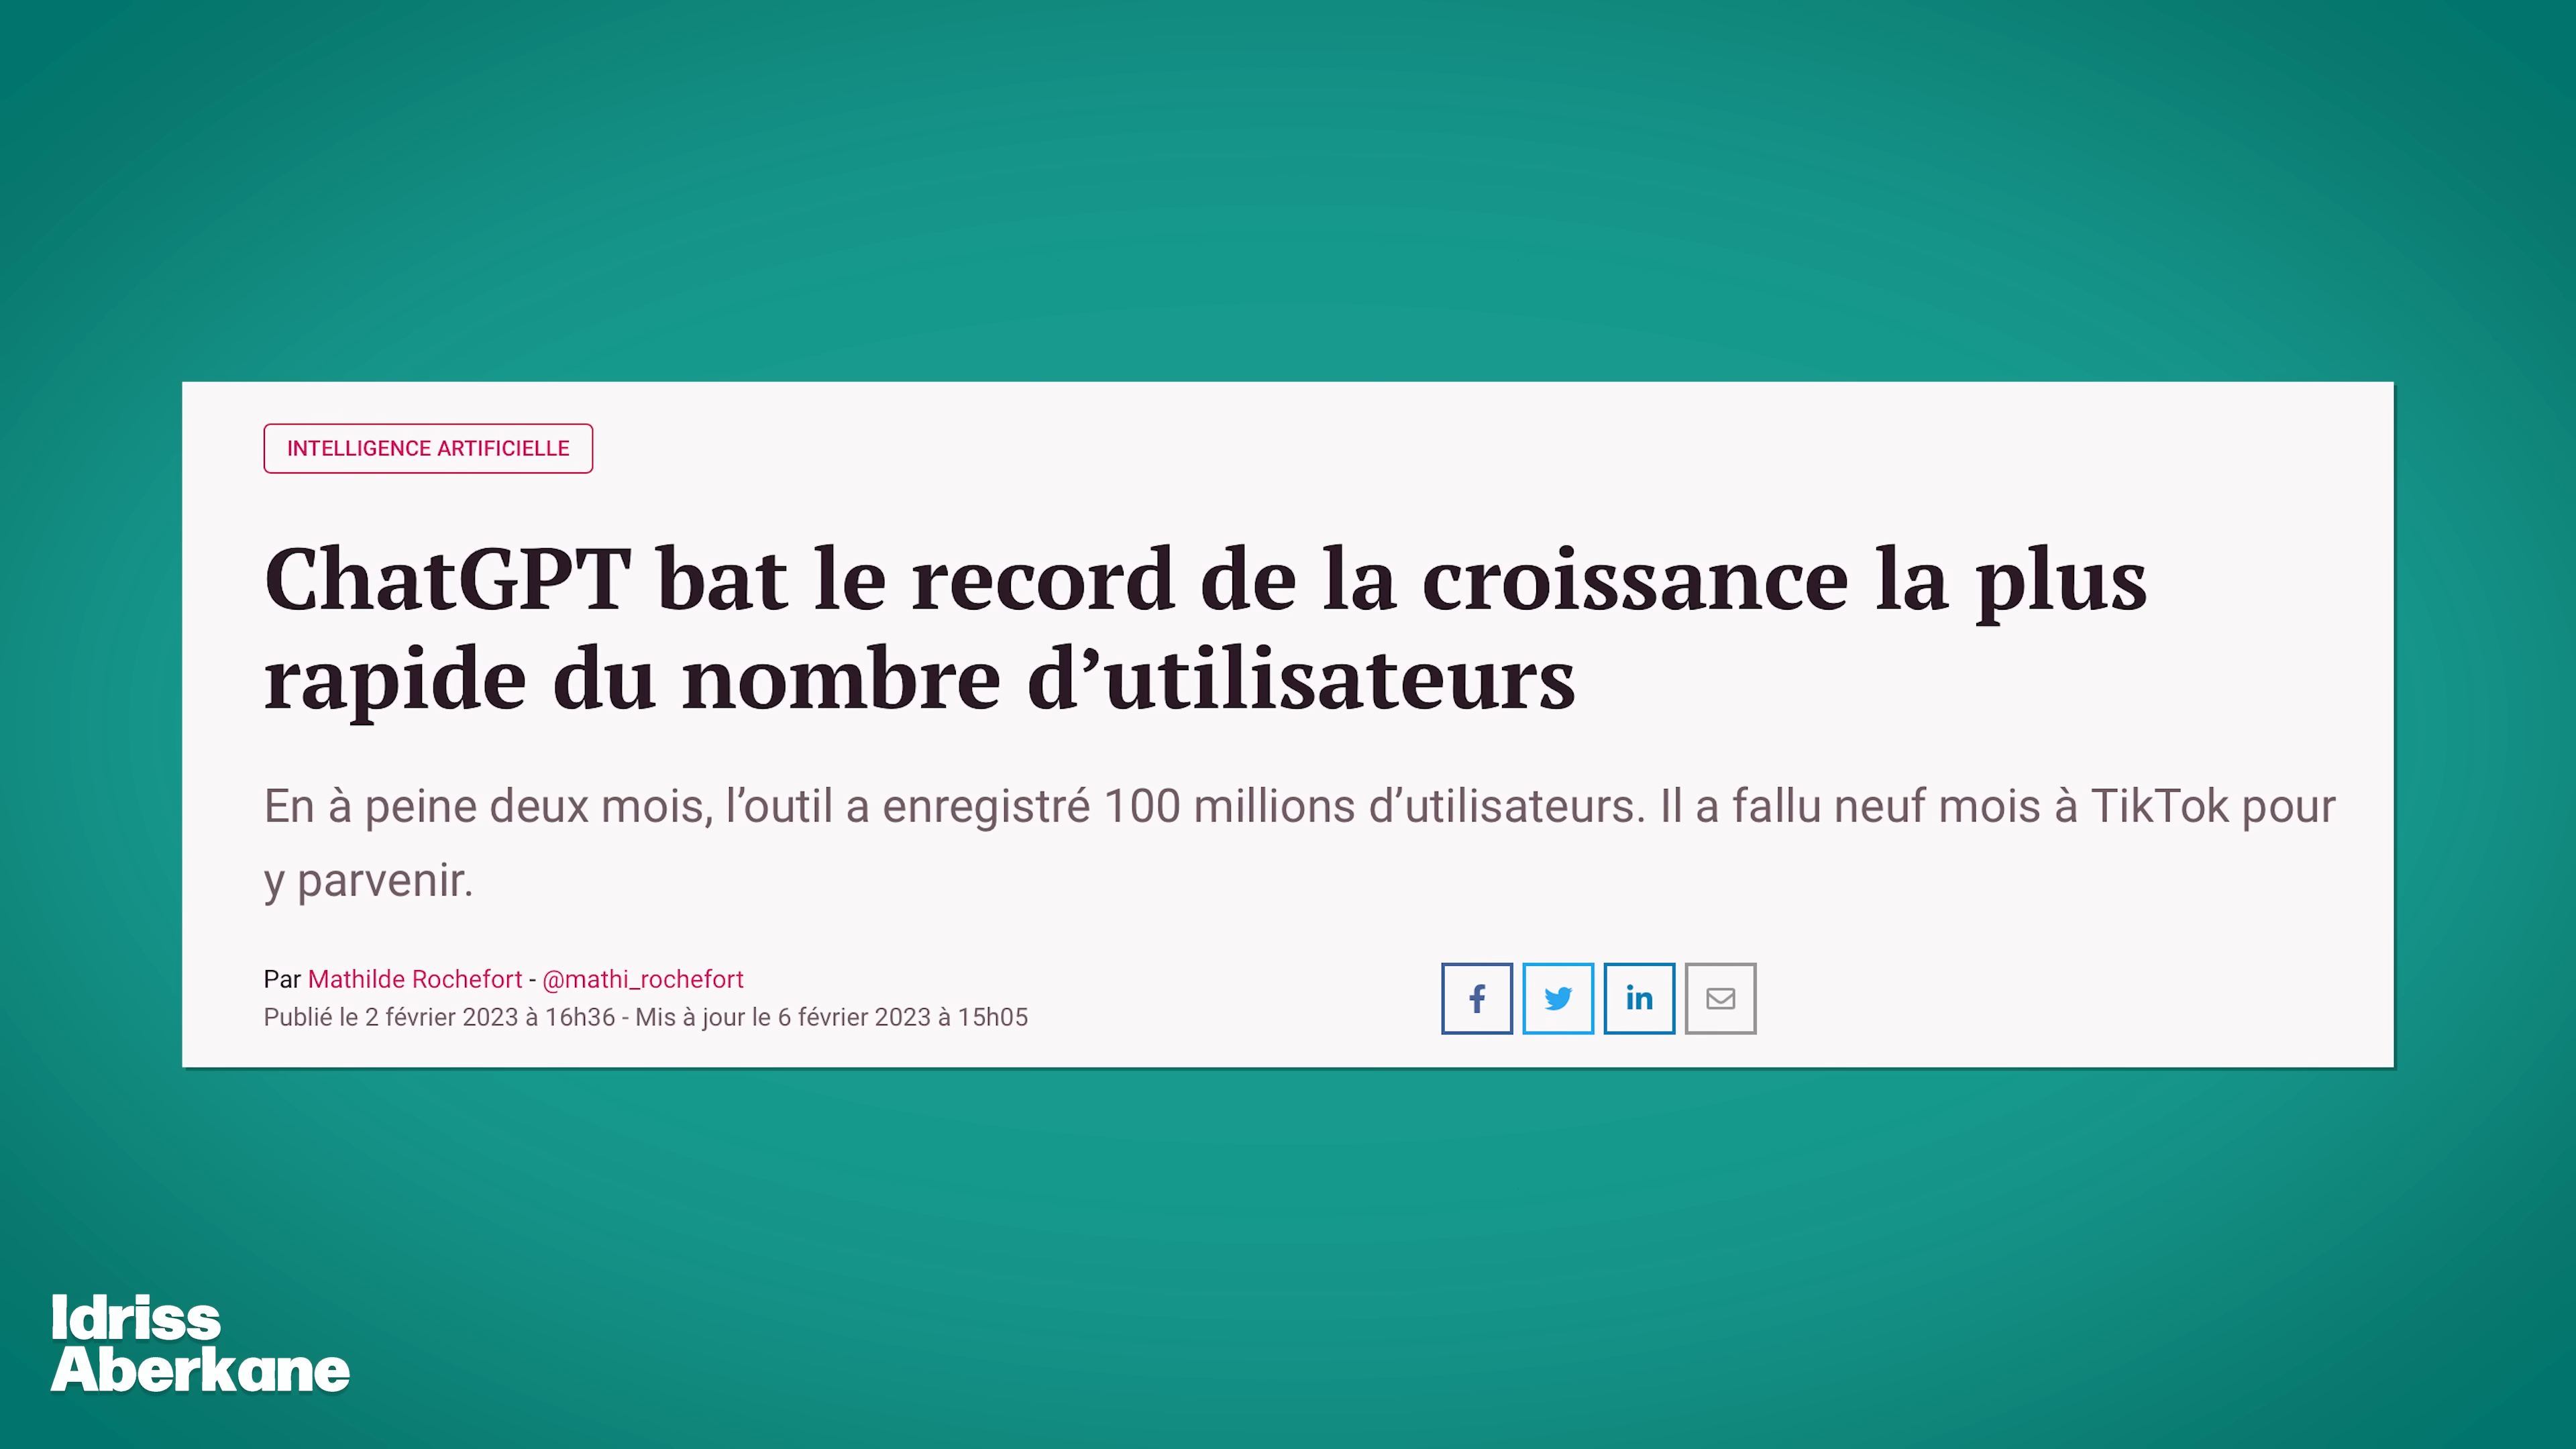 INTELLIGENCE ARTIFICIELLE
ChatGPT bat le record de la croissance la plus
rapide du nombre d’utilisateurs
En à peine deux mois, l’outil a enregistré 100 millions d’utilisateurs. Il a fallu neuf mois à TikTok pour
y parvenir.
Par Mathilde Rochefort - @mathi_rochefort
Publié le 2 février 2023 à 16h36 - Mis à jour le 6 février 2023 à 15h05
Idriss
Aberkane